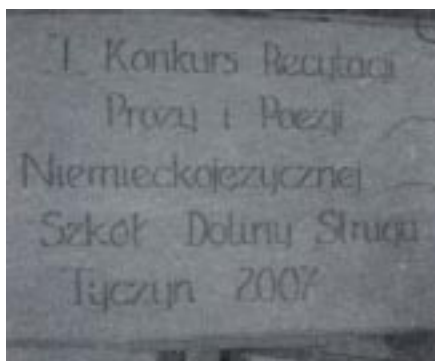 I Konkurs Recytacji
Prozy i Poezji
Niemieckojęzycznej
Szkół Doliny Strugu
Tyczyn 2007